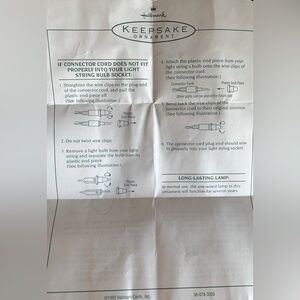 Hallmark
KEEPSAKE
ORNAMENT
IF CONNECTOR CORD DOES NOT FIT
PROPERLY INTO YOUR LIGHT
STRING BULB SOCKET:
1. Straighten the wire clips on the plug end
of the connector cord, and pull the
plastic end piece off
(See following illustration.)
2. Do not twist wire clips.
3. Remove a light bulb from your light
string and separate the bulb from its
plastic end piece
(See following illustration.)
4. Attach the plastic end piece from your
light string's bulb onto the wire clips of
the connector cord.
(See following illustration.)
Connector Cord
Plastic End Piece
5. Bend back the wire clips of the
connector cord to their original position
(See following illustration.)
6. The connector cord plug end should now
fit properly into your light string socket
LONG-LASTING LAMP:
In normal use, the pre-wired lamp in this
ornament will function for several years
Hallmark Cards, Inc.